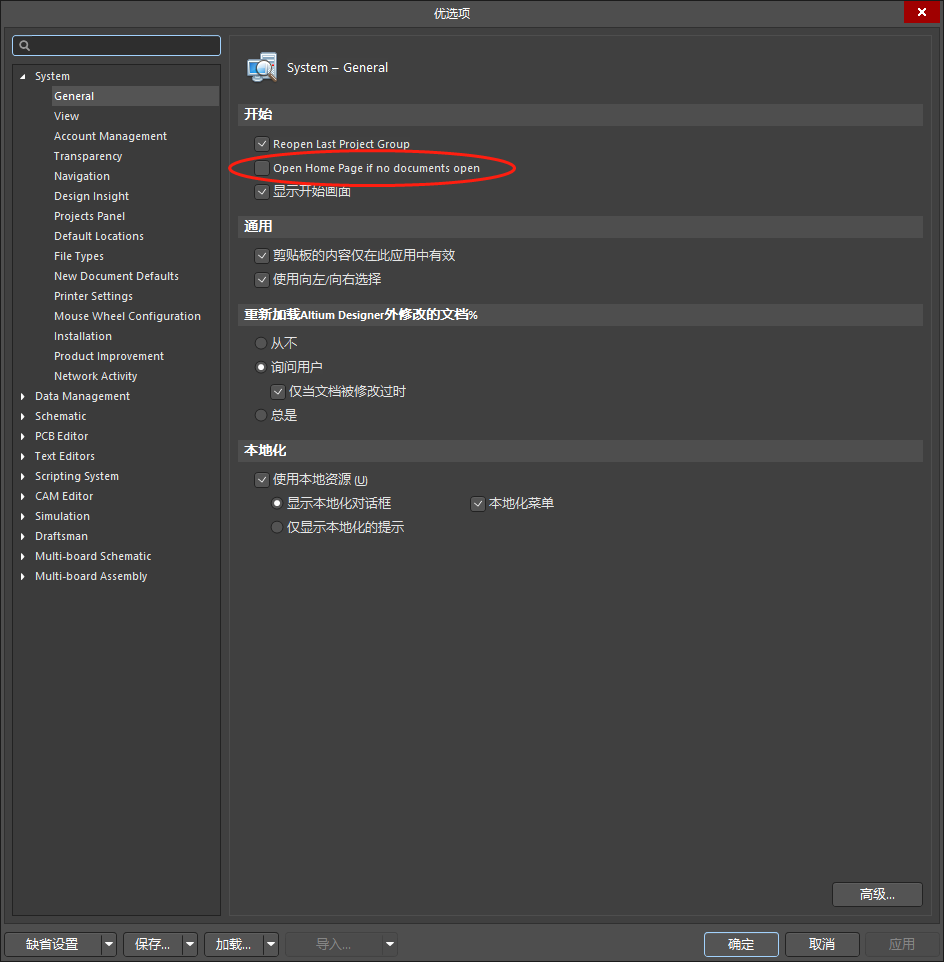 优选项
System
General
View
Account Management
Transparency
Navigation
Design Insight
Projects Panel
Default Locations
File Types
New Document Defaults
Printer Settings
Mouse Wheel Configuration
Installation
Product Improvement
Network Activity
Data Management
Schematic
PCB Editor
Text Editors
Scripting System
CAM Editor
Simulation
Draftsman
Multi-board Schematic
Multi-board Assembly
System – General
开始
Reopen Last Project Group
Open Home Page if no documents open
显示开始画面
通用
剪贴板的内容仅在此应用中有效
使用向左/向右选择
重新加载Altium Designer外修改的文档%
从不
询问用户
仅当文档被修改过时
总是
本地化
使用本地资源 (U)
显示本地化对话框 本地化菜单
仅显示本地化的提示
高级...
缺省设置 保存... 加载... 导入... 确定 取消 应用